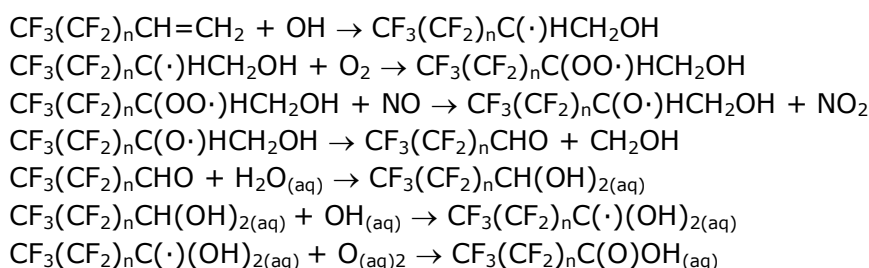 CF₃(CF₂)ₙCH=CH₂ + OH → CF₃(CF₂)ₙC(·)HCH₂OH
CF₃(CF₂)ₙC(·)HCH₂OH + O₂ → CF₃(CF₂)ₙC(OO·)HCH₂OH
CF₃(CF₂)ₙC(OO·)HCH₂OH + NO → CF₃(CF₂)ₙC(O·)HCH₂OH + NO₂
CF₃(CF₂)ₙC(O·)HCH₂OH → CF₃(CF₂)ₙCHO + CH₂OH
CF₃(CF₂)ₙCHO + H₂O₍aq₎ → CF₃(CF₂)ₙCH(OH)₂₍aq₎
CF₃(CF₂)ₙCH(OH)₂₍aq₎ + OH₍aq₎ → CF₃(CF₂)ₙC(·)(OH)₂₍aq₎
CF₃(CF₂)ₙC(·)(OH)₂₍aq₎ + O₍aq₎₂ → CF₃(CF₂)ₙC(O)OH₍aq₎